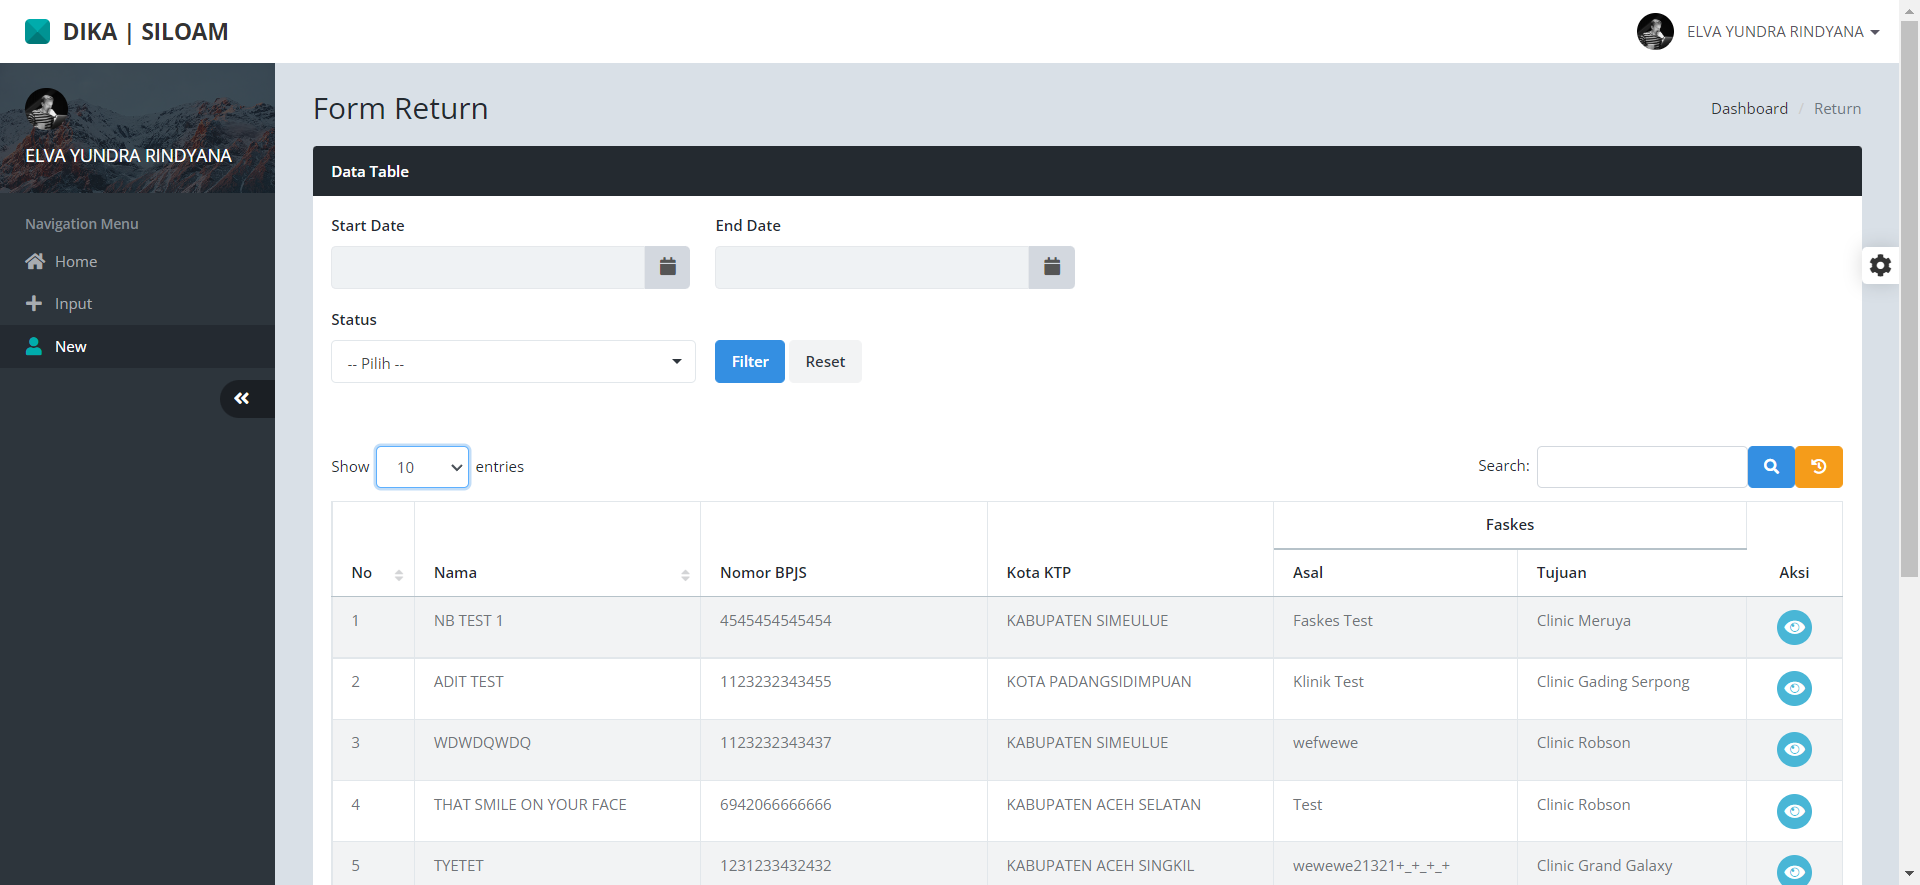 DIKA | SILOAM
ELVA YUNDRA RINDYANA
ELVA YUNDRA RINDYANA
Navigation Menu
Home
Input
New
Form Return
Dashboard / Return
Data Table
Start Date
End Date
Status
-- Pilih --
Filter
Reset
Show 10 entries
Search:
Faskes
No Nama Nomor BPJS Kota KTP Asal Tujuan Aksi
1 NB TEST 1 4545454545454 KABUPATEN SIMEULUE Faskes Test Clinic Meruya
2 ADIT TEST 1123232343455 KOTA PADANGSIDIMPUAN Klinik Test Clinic Gading Serpong
3 WDWDQWDQ 1123232343437 KABUPATEN SIMEULUE wefwewe Clinic Robson
4 THAT SMILE ON YOUR FACE 6942066666666 KABUPATEN ACEH SELATAN Test Clinic Robson
5 TYETET 1231233432432 KABUPATEN ACEH SINGKIL wewewe21321+_+_+_+ Clinic Grand Galaxy